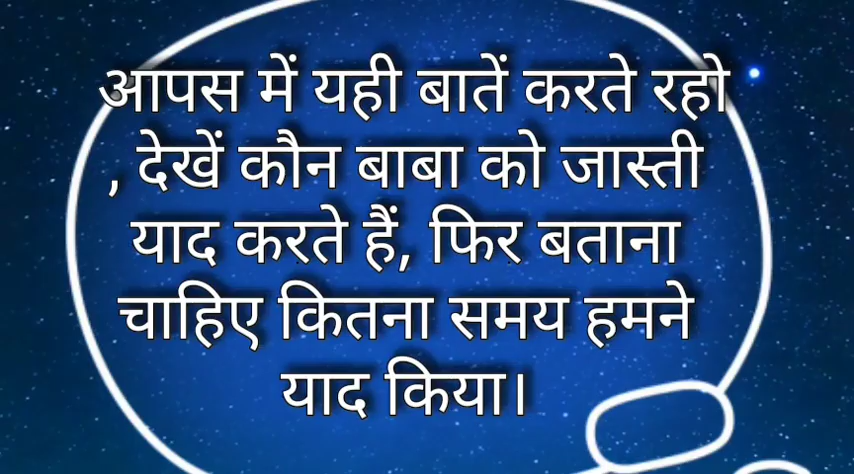 आपस में यही बातें करते रहो
, देखें कौन बाबा को जास्ती
याद करते हैं, फिर बताना
चाहिए कितना समय हमने
याद किया।